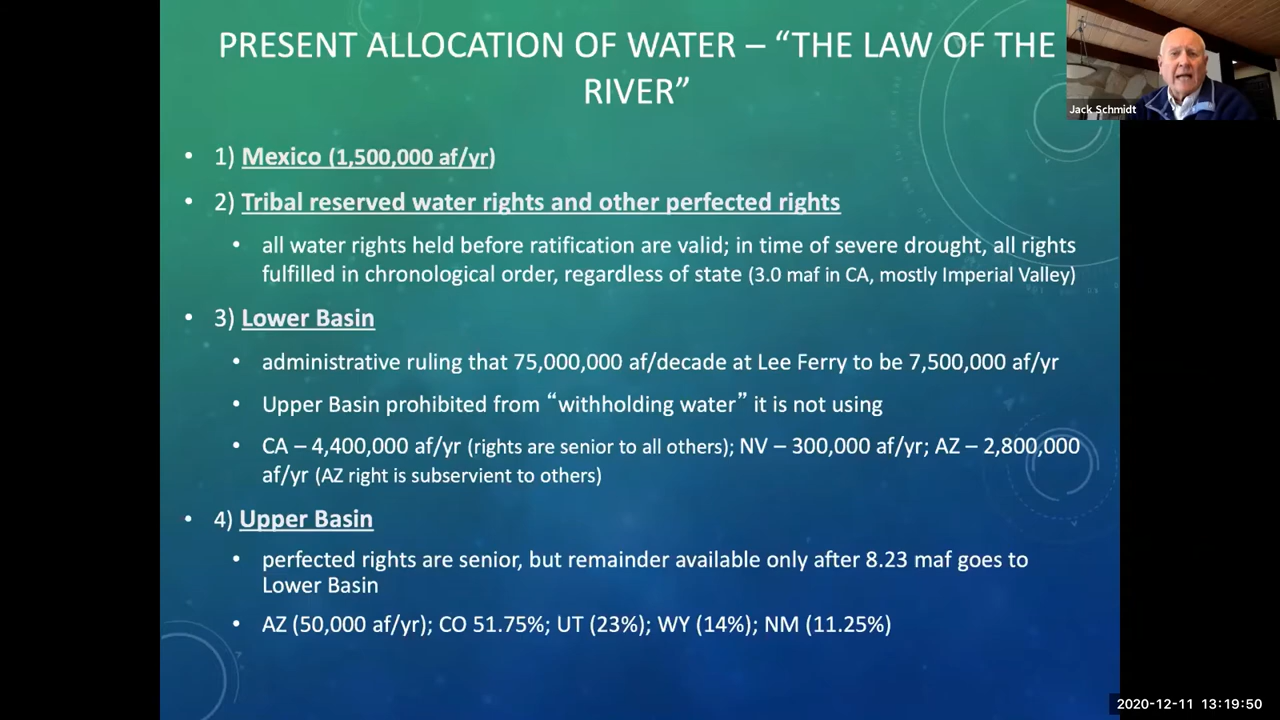 PRESENT ALLOCATION OF WATER – “THE LAW OF THE
RIVER”
Jack Schmidt
• 1) Mexico (1,500,000 af/yr)
• 2) Tribal reserved water rights and other perfected rights
• all water rights held before ratification are valid; in time of severe drought, all rights
fulfilled in chronological order, regardless of state (3.0 maf in CA, mostly Imperial Valley)
• 3) Lower Basin
• administrative ruling that 75,000,000 af/decade at Lee Ferry to be 7,500,000 af/yr
• Upper Basin prohibited from “withholding water” it is not using
• CA – 4,400,000 af/yr (rights are senior to all others); NV – 300,000 af/yr; AZ – 2,800,000
af/yr (AZ right is subservient to others)
• 4) Upper Basin
• perfected rights are senior, but remainder available only after 8.23 maf goes to
Lower Basin
• AZ (50,000 af/yr); CO 51.75%; UT (23%); WY (14%); NM (11.25%)
2020-12-11 13:19:50